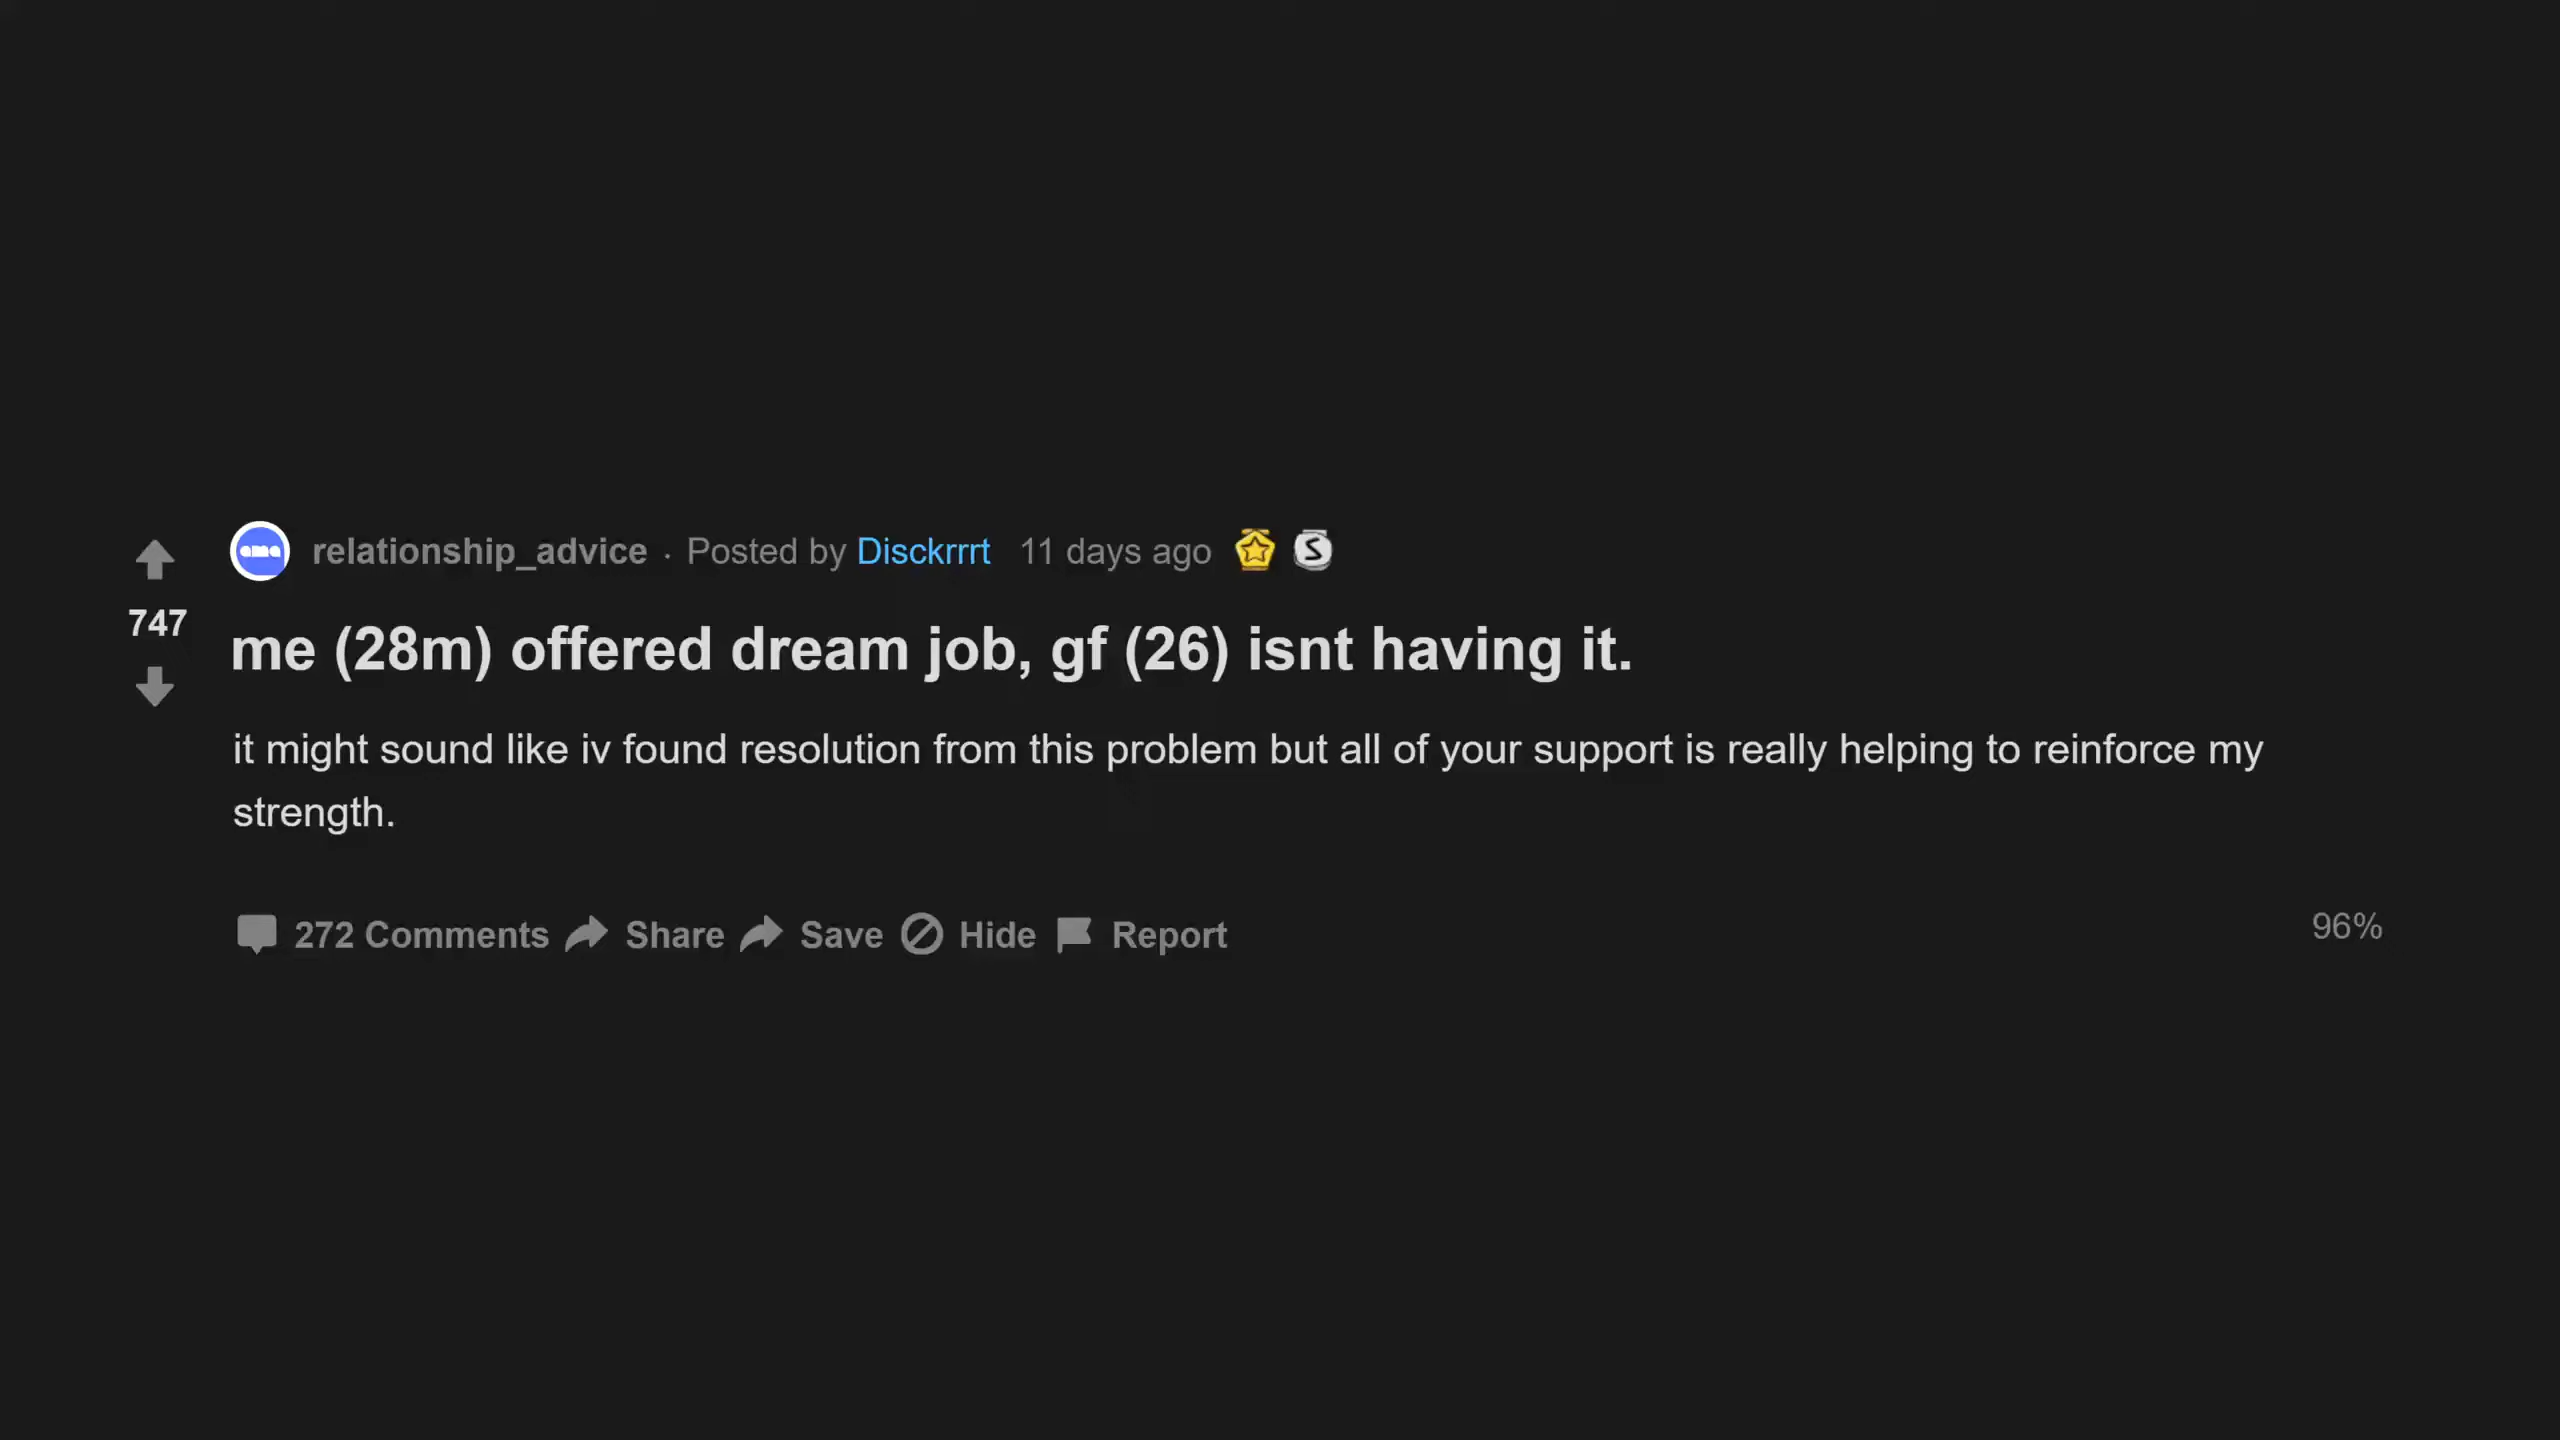 relationship_advice · Posted by Disckrrrt 11 days ago
747
me (28m) offered dream job, gf (26) isnt having it.
it might sound like iv found resolution from this problem but all of your support is really helping to reinforce my
strength.
272 Comments Share Save Hide Report
96%